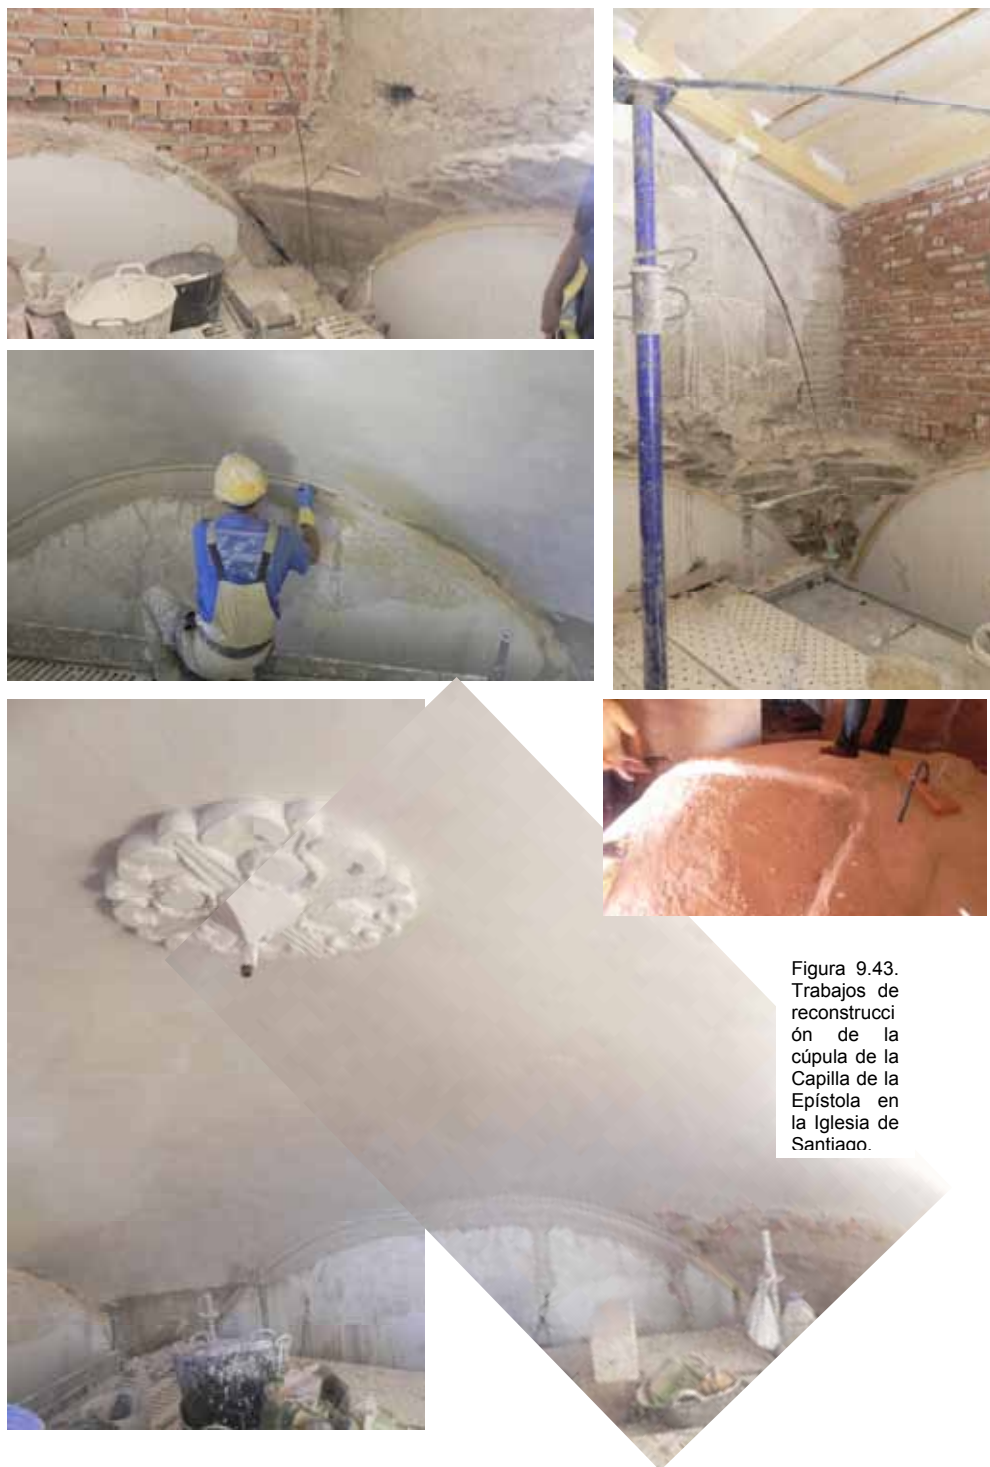 Figura 9.43.
Trabajos de
reconstrucci
ón de la
cúpula de la
Capilla de la
Epístola en
la Iglesia de
Santiago.